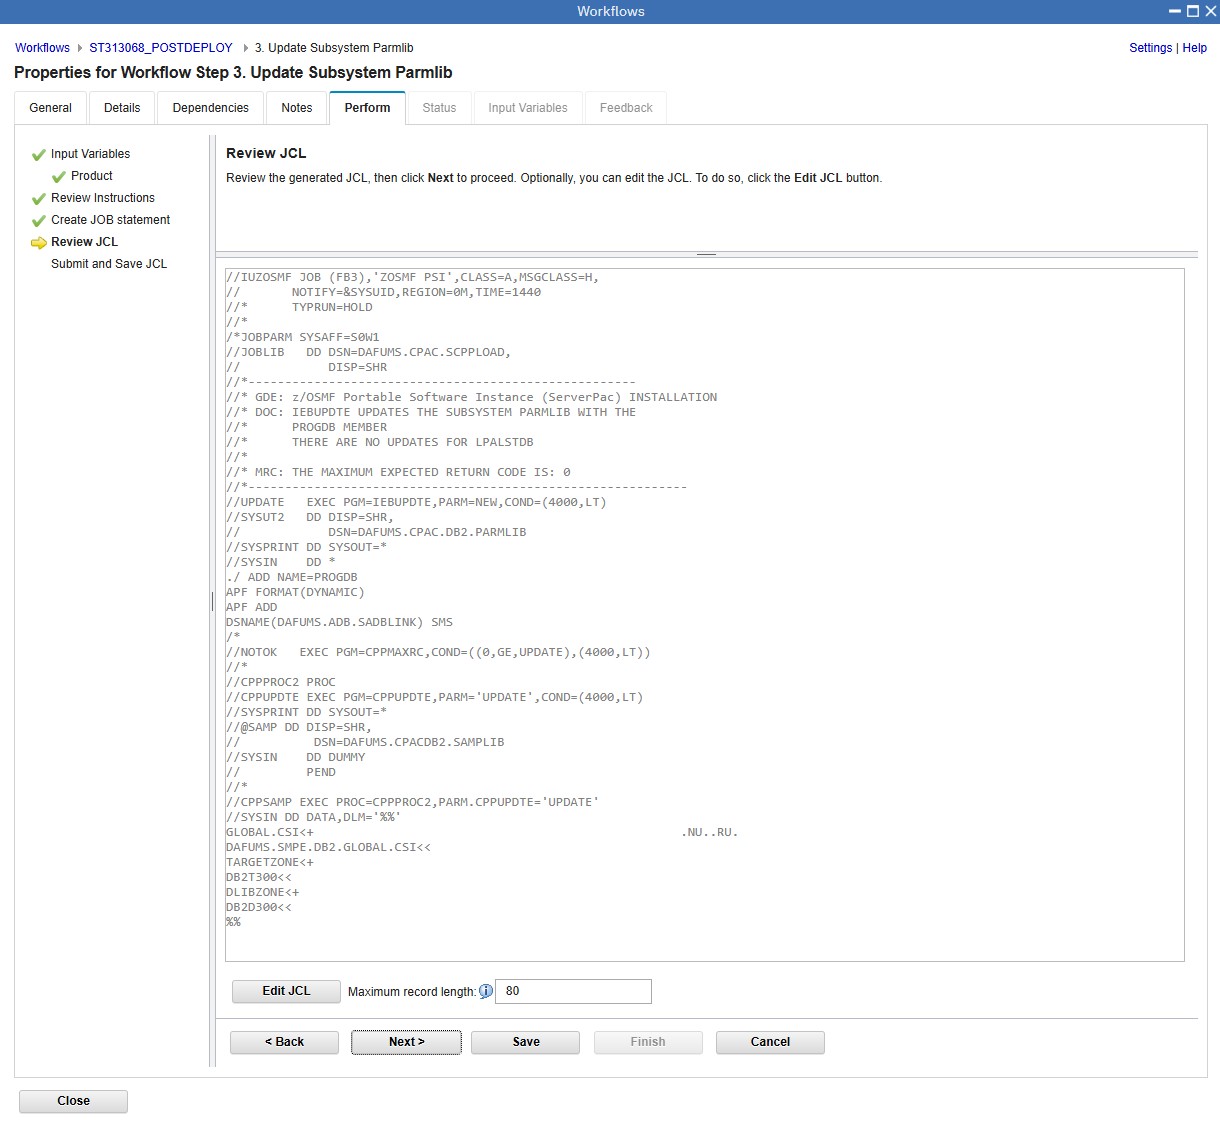 Workflows
Workflows ST313068_POSTDEPLOY 3. Update Subsystem Parmlib Settings | Help
Properties for Workflow Step 3. Update Subsystem Parmlib
General Details Dependencies Notes Perform Status Input Variables Feedback
Input Variables
Product
Review Instructions
Create JOB statement
Review JCL
Submit and Save JCL
Review JCL
Review the generated JCL, then click Next to proceed. Optionally, you can edit the JCL. To do so, click the Edit JCL button.
//IUZOSMF JOB (FB3),'ZOSMF PSI',CLASS=A,MSGCLASS=H,
//       NOTIFY=&SYSUID,REGION=0M,TIME=1440
//*      TYPRUN=HOLD
//*
/*JOBPARM SYSAFF=S0W1
//JOBLIB   DD DSN=DAFUMS.CPAC.SCPPLOAD,
//            DISP=SHR
//*-----------------------------------------------------
//* GDE: z/OSMF Portable Software Instance (ServerPac) INSTALLATION
//* DOC: IEBUPDTE UPDATES THE SUBSYSTEM PARMLIB WITH THE
//*      PROGDB MEMBER
//*      THERE ARE NO UPDATES FOR LPALSTDB
//*
//* MRC: THE MAXIMUM EXPECTED RETURN CODE IS: 0
//*------------------------------------------------------------
//UPDATE   EXEC PGM=IEBUPDTE,PARM=NEW,COND=(4000,LT)
//SYSUT2   DD DISP=SHR,
//            DSN=DAFUMS.CPAC.DB2.PARMLIB
//SYSPRINT DD SYSOUT=*
//SYSIN    DD *
./ ADD NAME=PROGDB
APF FORMAT(DYNAMIC)
APF ADD
DSNAME(DAFUMS.ADB.SADBLINK) SMS
/*
//NOTOK   EXEC PGM=CPPMAXRC,COND=((0,GE,UPDATE),(4000,LT))
//*
//CPPPROC2 PROC
//CPPUPDTE EXEC PGM=CPPUPDTE,PARM='UPDATE',COND=(4000,LT)
//SYSPRINT DD SYSOUT=*
//@SAMP DD DISP=SHR,
//          DSN=DAFUMS.CPACDB2.SAMPLIB
//SYSIN    DD DUMMY
//         PEND
//*
//CPPSAMP EXEC PROC=CPPPROC2,PARM.CPPUPDTE='UPDATE'
//SYSIN DD DATA,DLM='%%'
GLOBAL.CSI<+                                                  .NU..RU.
DAFUMS.SMPE.DB2.GLOBAL.CSI<<
TARGETZONE<+
DB2T300<<
DLIBZONE<+
DB2D300<<
%%
Edit JCL Maximum record length: 80
< Back Next > Save Finish Cancel
Close